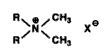 R ⊕ CH₃
N X⊖
R CH₃